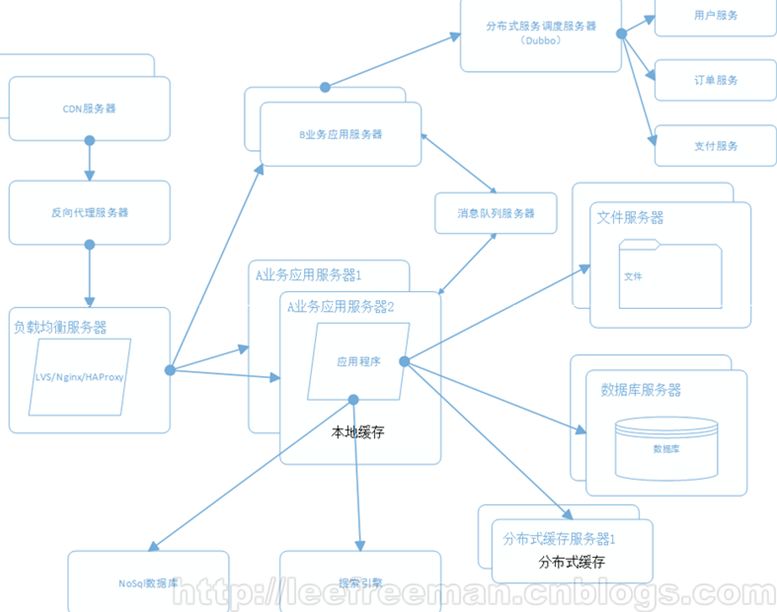 分布式服务调度服务器
（Dubbo）
用户服务
订单服务
支付服务
CDN服务器
B业务应用服务器
反向代理服务器
消息队列服务器
文件服务器
文件
A业务应用服务器1
A业务应用服务器2
负载均衡服务器
LVS/Nginx/HAProxy
应用程序
本地缓存
数据库服务器
数据库
分布式缓存服务器1
分布式缓存
NoSql数据库
搜索引擎
http://leefreeman.cnblogs.com